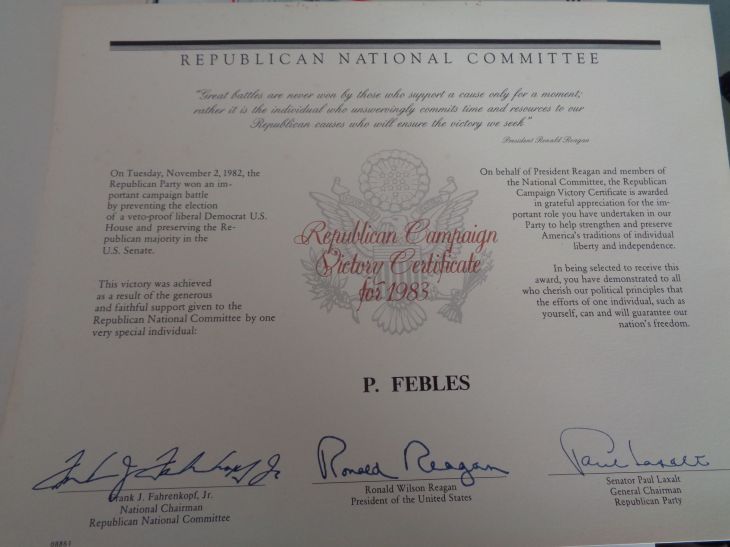 REPUBLICAN NATIONAL COMMITTEE
"Great battles are never won by those who support a cause only for a moment;
rather it is the individual who unswervingly commits time and resources to our
Republican causes who will ensure the victory we seek"
President Ronald Reagan
On Tuesday, November 2, 1982, the
Republican Party won an im-
portant campaign battle
by preventing the election
of a veto-proof liberal Democrat U.S.
House and preserving the Re-
publican majority in the
U.S. Senate.
This victory was achieved
as a result of the generous
and faithful support given to the
Republican National Committee by one
very special individual:
Republican Campaign
Victory Certificate
for 1983
On behalf of President Reagan and members of
the National Committee, the Republican
Campaign Victory Certificate is awarded
in grateful appreciation for the im-
portant role you have undertaken in our
Party to help strengthen and preserve
America's traditions of individual
liberty and independence.
In being selected to receive this
award, you have demonstrated to all
who cherish our political principles that
the efforts of one individual, such as
yourself, can and will guarantee our
nation's freedom.
P. FEBLES
Frank J. Fahrenkopf, Jr.
Frank J. Fahrenkopf, Jr.
National Chairman
Republican National Committee
Ronald Reagan
Ronald Wilson Reagan
President of the United States
Paul Laxalt
Senator Paul Laxalt
General Chairman
Republican Party